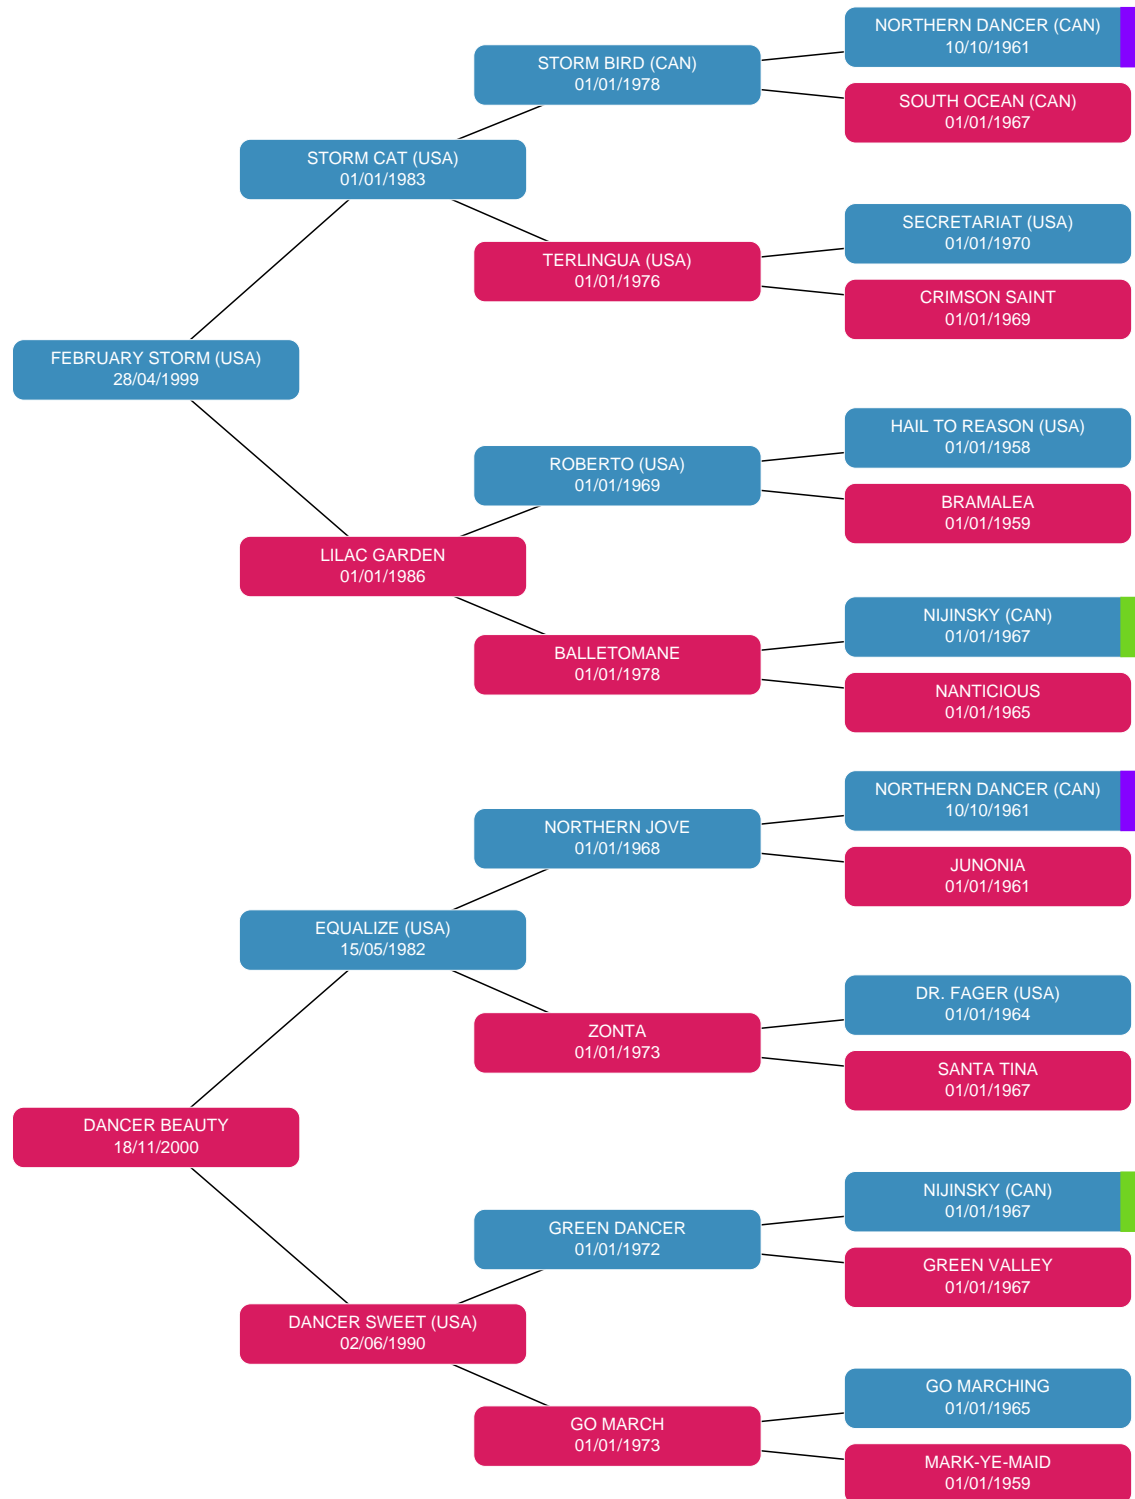 NORTHERN DANCER (CAN)
10/10/1961
STORM BIRD (CAN)
01/01/1978
SOUTH OCEAN (CAN)
01/01/1967
STORM CAT (USA)
01/01/1983
SECRETARIAT (USA)
01/01/1970
TERLINGUA (USA)
01/01/1976
CRIMSON SAINT
01/01/1969
FEBRUARY STORM (USA)
28/04/1999
HAIL TO REASON (USA)
01/01/1958
ROBERTO (USA)
01/01/1969
BRAMALEA
01/01/1959
LILAC GARDEN
01/01/1986
NIJINSKY (CAN)
01/01/1967
BALLETOMANE
01/01/1978
NANTICIOUS
01/01/1965
NORTHERN DANCER (CAN)
10/10/1961
NORTHERN JOVE
01/01/1968
JUNONIA
01/01/1961
EQUALIZE (USA)
15/05/1982
DR. FAGER (USA)
01/01/1964
ZONTA
01/01/1973
SANTA TINA
01/01/1967
DANCER BEAUTY
18/11/2000
NIJINSKY (CAN)
01/01/1967
GREEN DANCER
01/01/1972
GREEN VALLEY
01/01/1967
DANCER SWEET (USA)
02/06/1990
GO MARCHING
01/01/1965
GO MARCH
01/01/1973
MARK-YE-MAID
01/01/1959